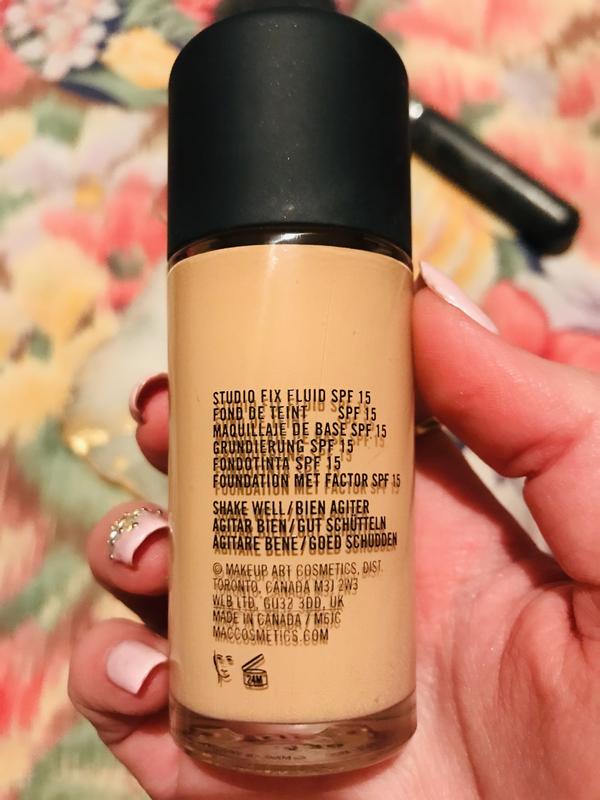 STUDIO FIX FLUID SPF 15
FOND DE TEINT SPF 15
MAQUILLAJE DE BASE SPF 15
GRUNDIERUNG SPF 15
FONDOTINTA SPF 15
FOUNDATION MET FACTOR SPF 15
SHAKE WELL/BIEN AGITER
AGITAR BIEN/GUT SCHÜTTELN
AGITARE BENE/GOED SCHUDDEN
© MAKEUP ART COSMETICS, DIST.
TORONTO, CANADA M3J 2W3
WLB LTD, GU32 3DD, UK
MADE IN CANADA / M6JC
MACCOSMETICS.COM
24M